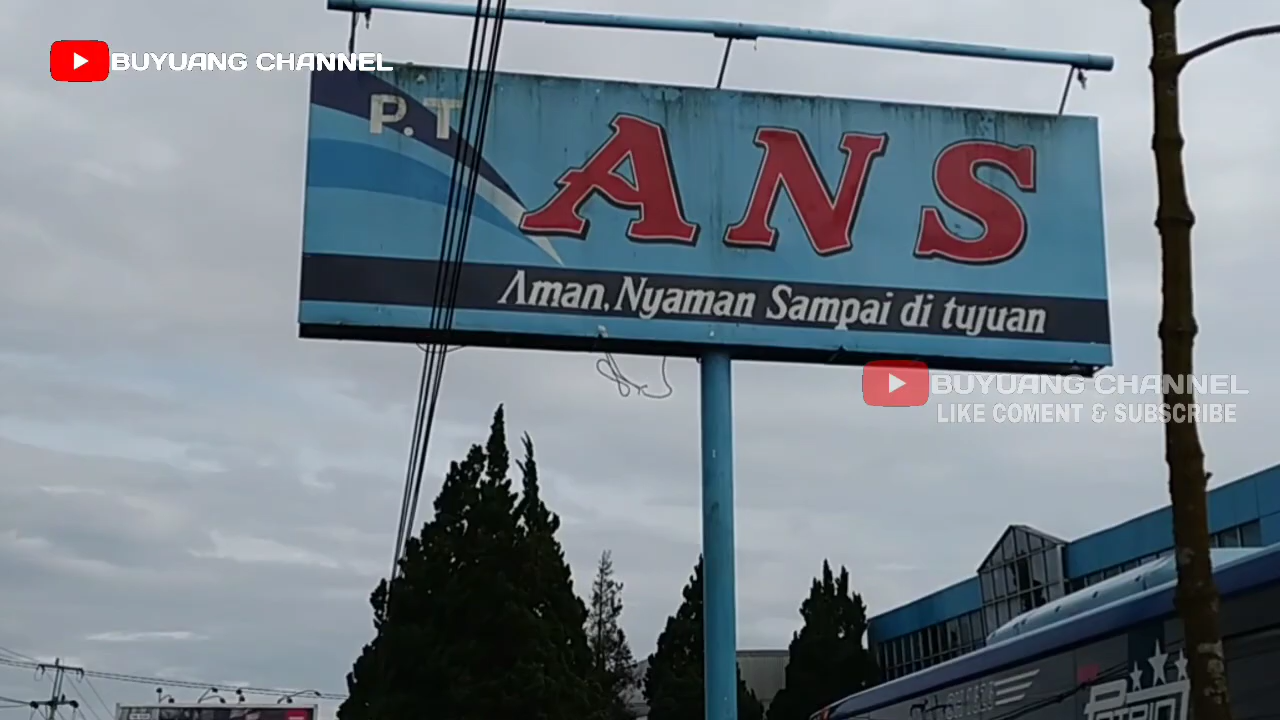 BUYUANG CHANNEL
P.T
ANS
Aman, Nyaman Sampai di tujuan
BUYUANG CHANNEL
LIKE COMENT & SUBSCRIBE